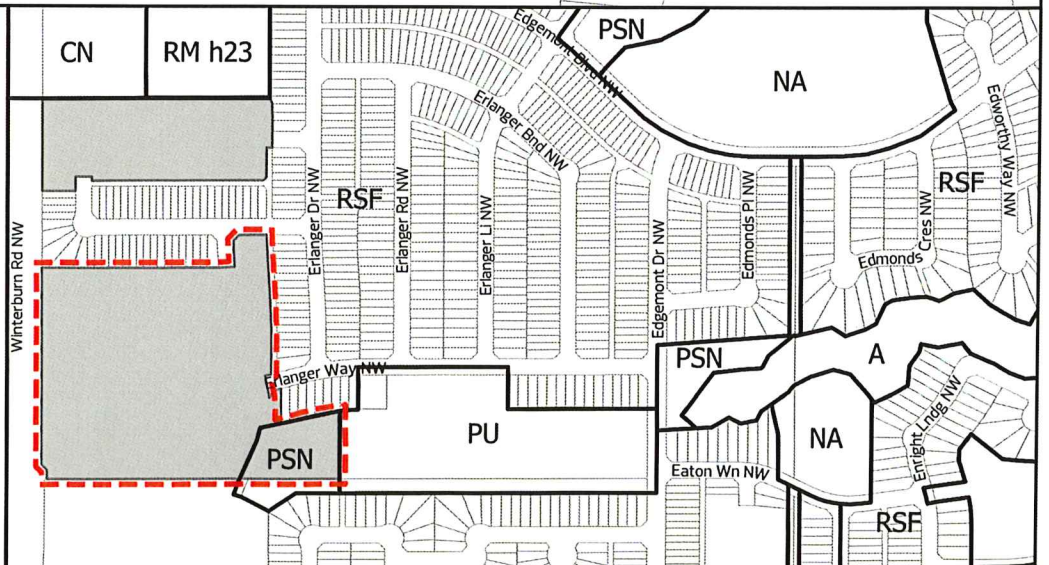 CN
RM h23
PSN
NA
Edgemont Blvd NW
Erlanger Bnd NW
Edworthy Way NW
RSF
RSF
Erlanger Dr NW
Erlanger Rd NW
Erlanger Li NW
Edgemont Dr NW
Edmonds Pl NW
Edmonds Cres NW
Winterburn Rd NW
Erlanger Way NW
PSN
A
PU
PSN
NA
Enright Lndg NW
Eaton Wn NW
RSF